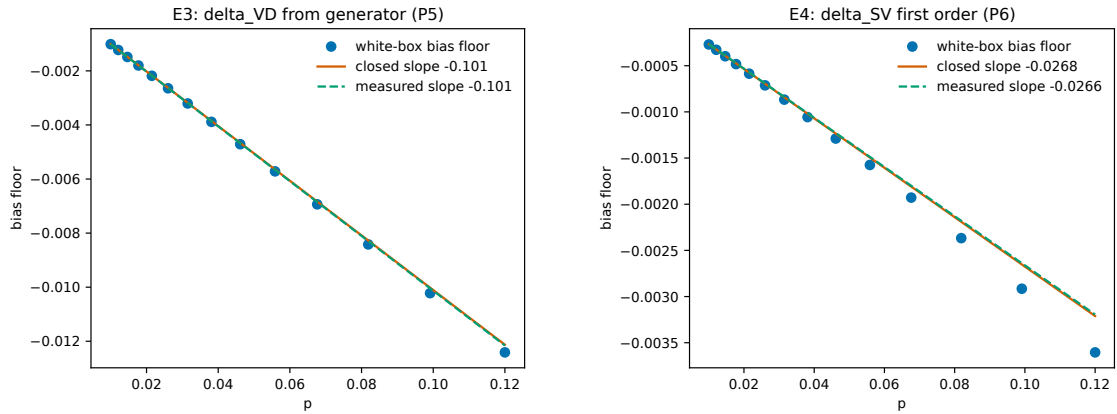 E3: delta_VD from generator (P5)
white-box bias floor
closed slope -0.101
measured slope -0.101
−0.002
−0.004
−0.006
−0.008
−0.010
−0.012
bias floor
0.02 0.04 0.06 0.08 0.10 0.12
p
E4: delta_SV first order (P6)
white-box bias floor
closed slope -0.0268
measured slope -0.0266
−0.0005
−0.0010
−0.0015
−0.0020
−0.0025
−0.0030
−0.0035
bias floor
0.02 0.04 0.06 0.08 0.10 0.12
p